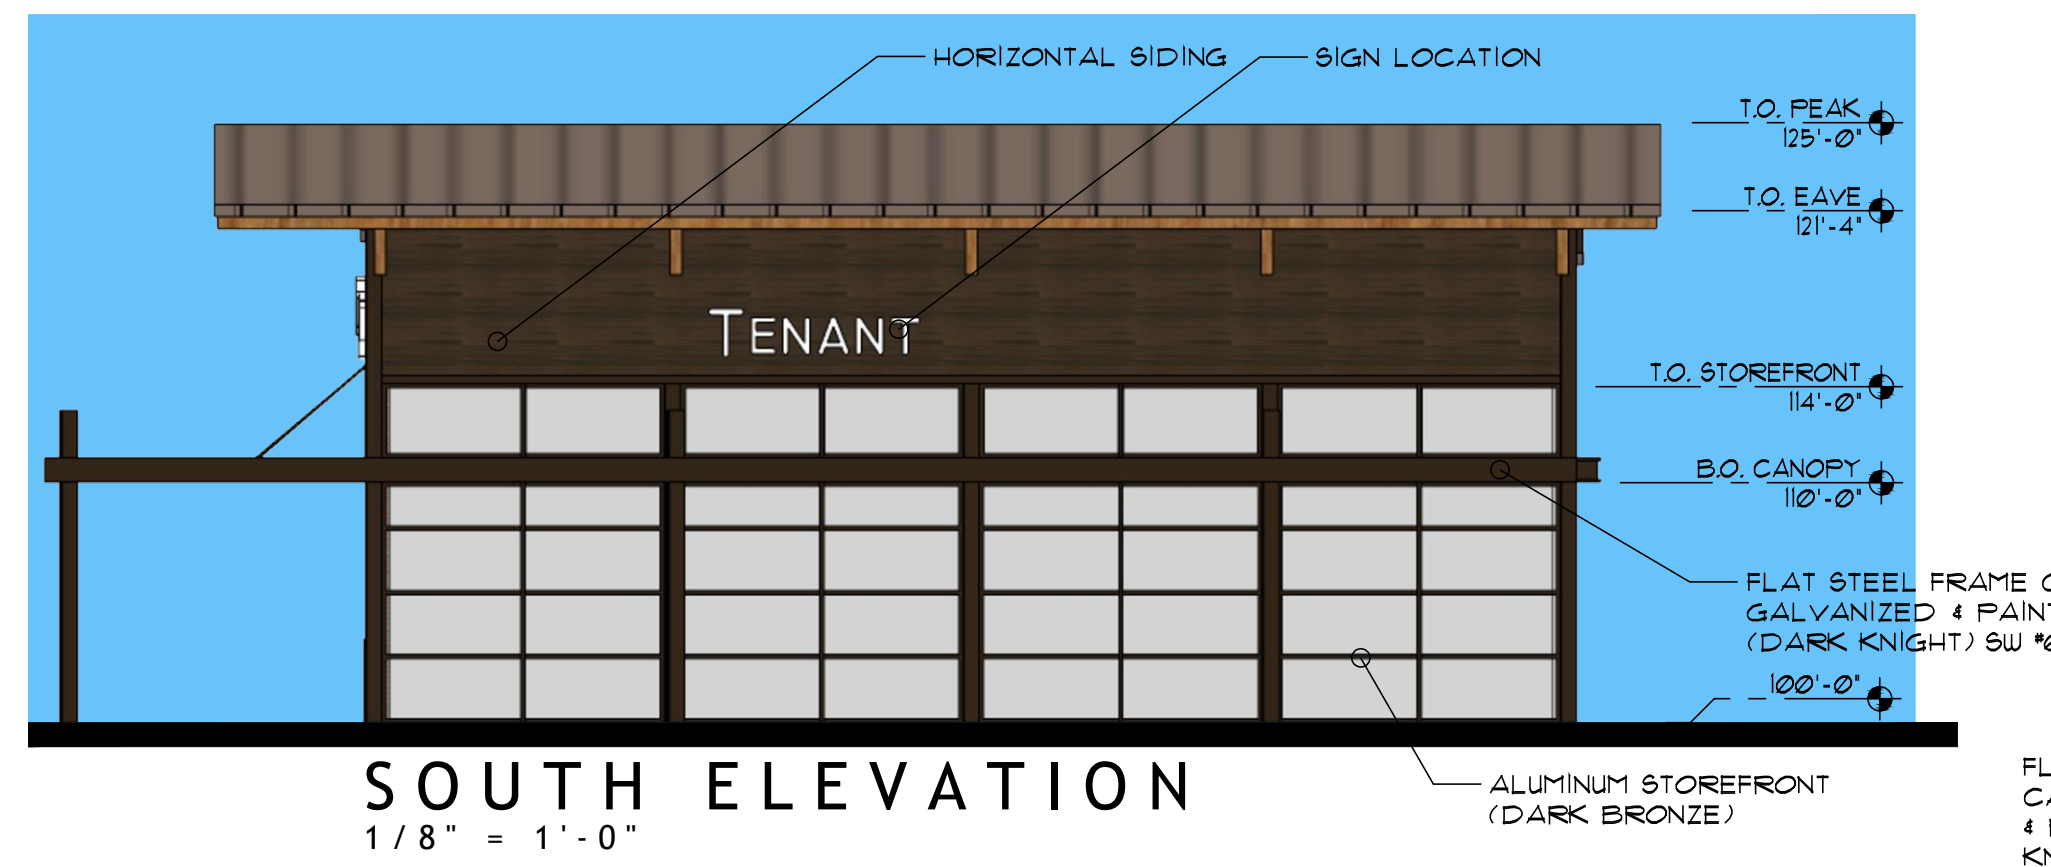 HORIZONTAL SIDING
SIGN LOCATION
T.O. PEAK
125'-0"
T.O. EAVE
121'-4"
TENANT
T.O. STOREFRONT
114'-0"
B.O. CANOPY
110'-0"
FLAT STEEL FRAME
GALVANIZED &
(DARK KNIGHT) SW
100'-0"
SOUTH ELEVATION
1/8" = 1'-0"
ALUMINUM STOREFRONT
(DARK BRONZE)
&